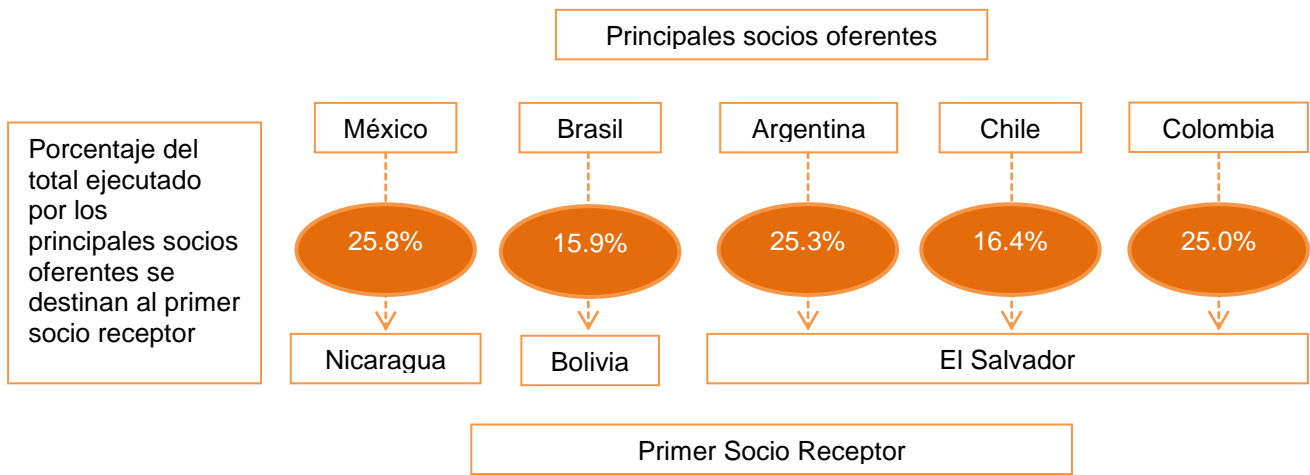 Principales socios oferentes
México
Brasil
Argentina
Chile
Colombia
Porcentaje del
total ejecutado
por los
principales socios
oferentes se
destinan al primer
socio receptor
25.8%
15.9%
25.3%
16.4%
25.0%
Nicaragua
Bolivia
El Salvador
Primer Socio Receptor